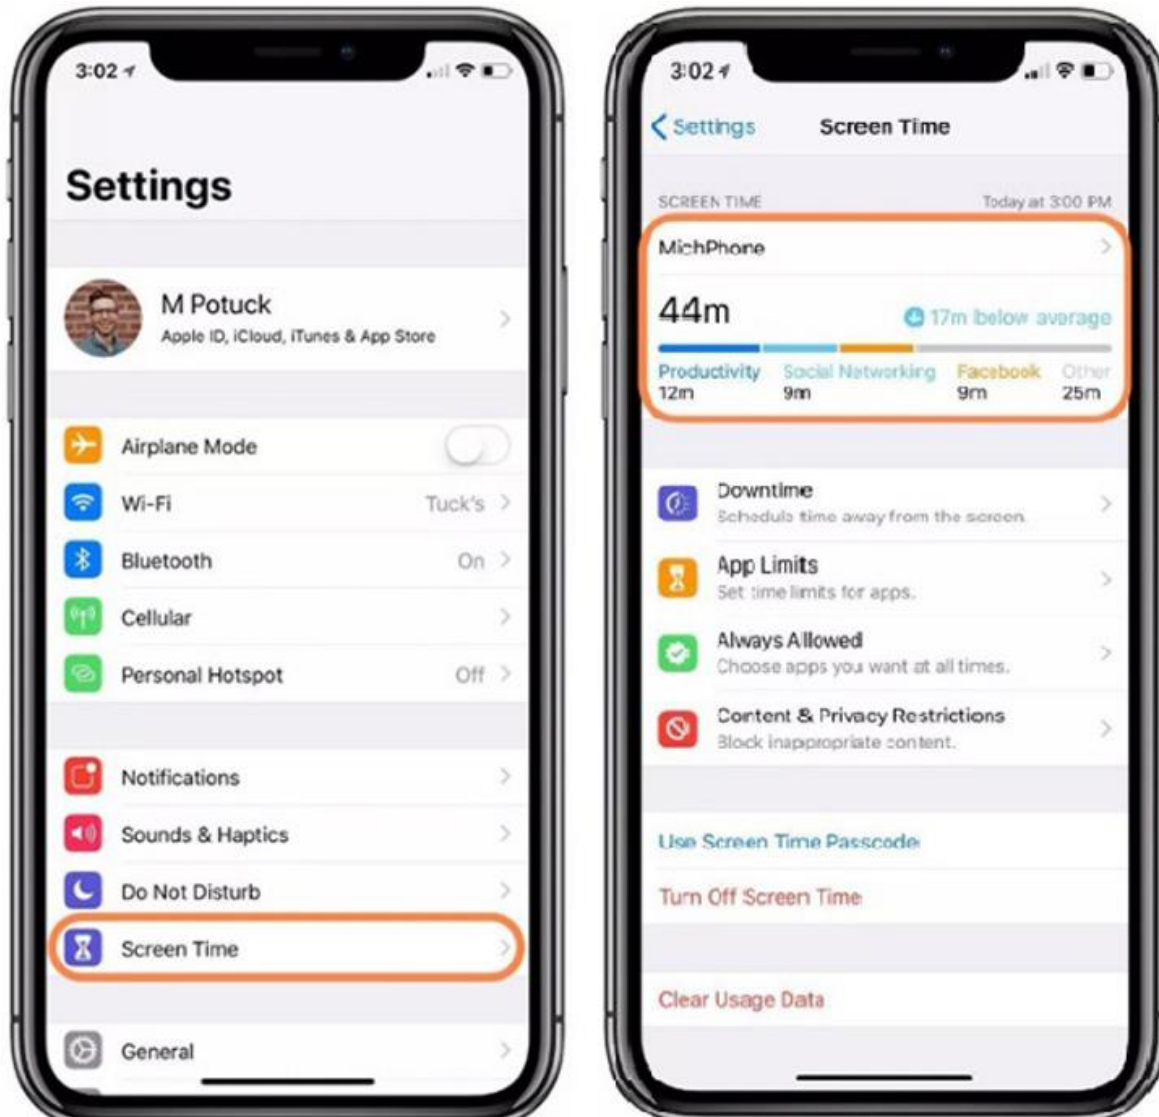 3:02
Settings
M Potuck
Apple ID, iCloud, iTunes & App Store
Airplane Mode
Wi-Fi Tuck's
Bluetooth On
Cellular
Personal Hotspot Off
Notifications
Sounds & Haptics
Do Not Disturb
Screen Time
General
3:02
Settings Screen Time
SCREEN TIME Today at 3:00 PM
MichPhone
44m 17m below average
Productivity Social Networking Facebook Other
12m 9m 9m 25m
Downtime
Schedule time away from the screen.
App Limits
Set time limits for apps.
Always Allowed
Choose apps you want at all times.
Content & Privacy Restrictions
Block inappropriate content.
Use Screen Time Passcode
Turn Off Screen Time
Clear Usage Data